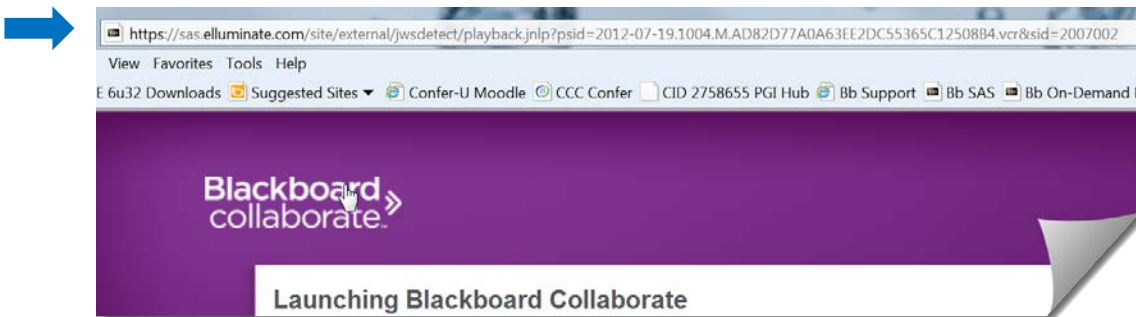 https://sas.elluminate.com/site/external/jwsdetect/playback.jnlp?psid=2012-07-19.1004.M.AD82D77A0A63EE2DC55365C12508B4.vcr&sid=2007002
View Favorites Tools Help
E 6u32 Downloads Suggested Sites Confer-U Moodle CCC Confer CID 2758655 PGI Hub Bb Support Bb SAS Bb On-Demand
Blackboard
collaborate™
Launching Blackboard Collaborate